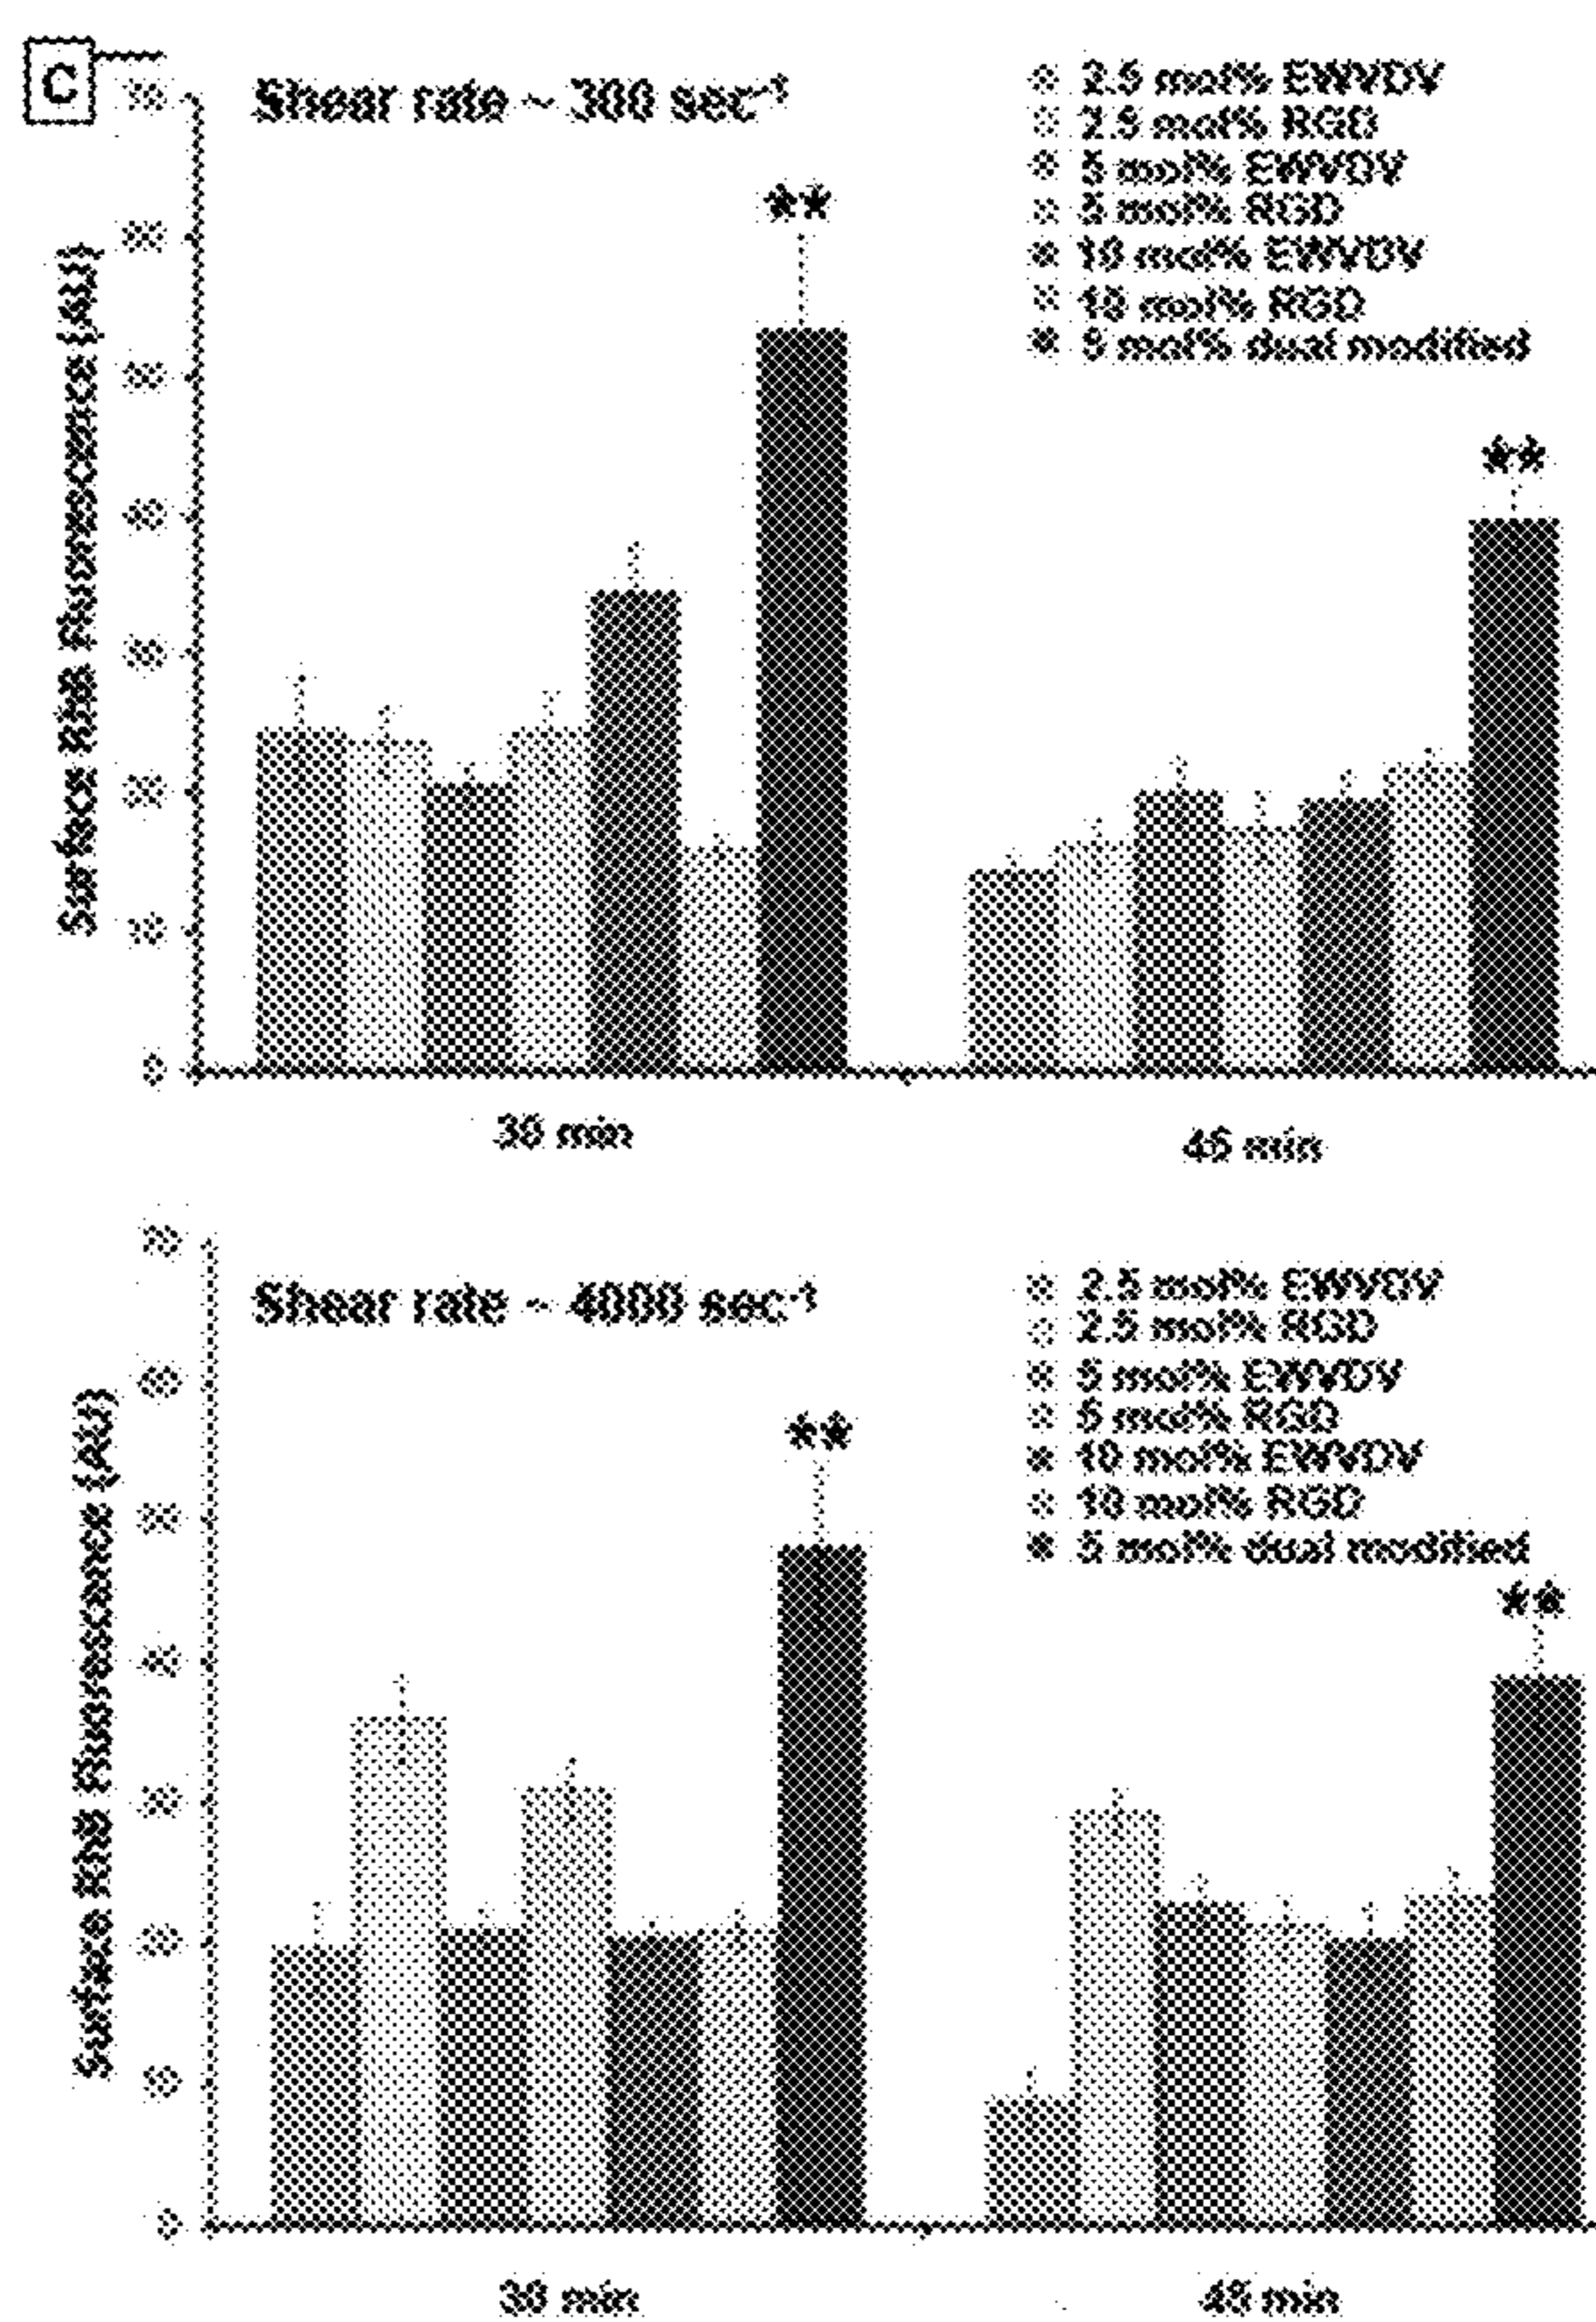 C
Shear rate ~ 300 sec⁻¹
2.5 mol% EWVDV
2.5 mol% RGD
5 mol% EWVDV
5 mol% RGD
10 mol% EWVDV
10 mol% RGD
5 mol% dual modified
**
**
Surface RhB Fluorescence (AU)
10
0
30 min
45 min
Shear rate ~ 4000 sec⁻¹
2.5 mol% EWVDV
2.5 mol% RGD
5 mol% EWVDV
5 mol% RGD
10 mol% EWVDV
10 mol% RGD
5 mol% dual modified
**
**
Surface RhB Fluorescence (AU)
0
30 min
45 min